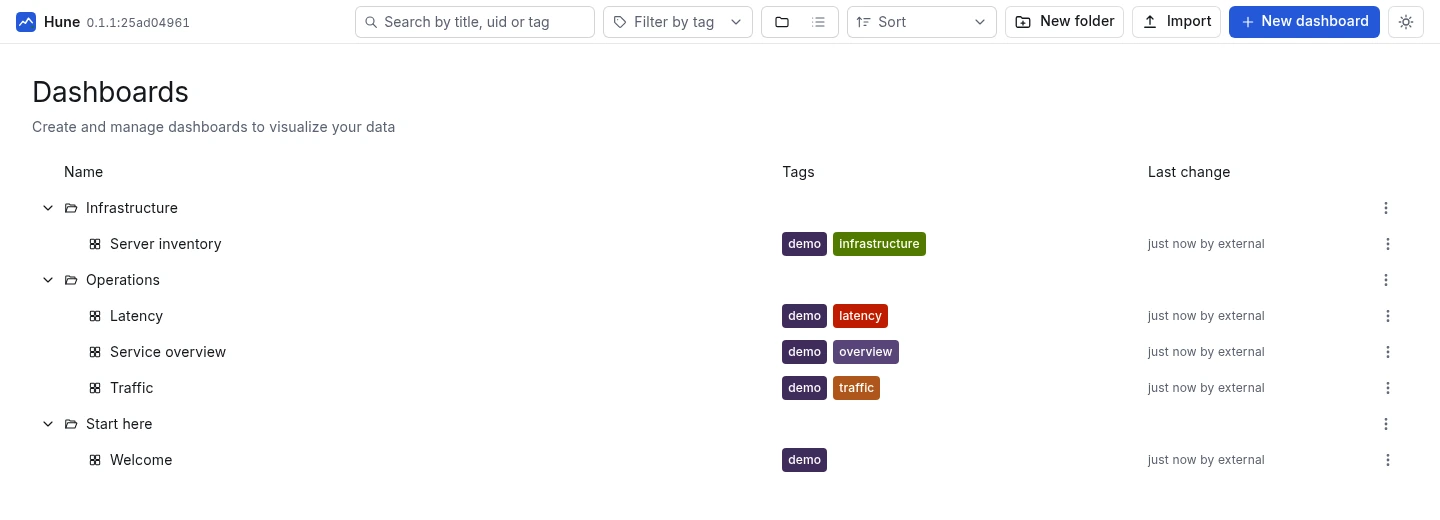 Hune 0.1.1:25ad04961 Search by title, uid or tag Filter by tag Sort New folder Import New dashboard
Dashboards
Create and manage dashboards to visualize your data
Name Tags Last change
Infrastructure
Server inventory demo infrastructure just now by external
Operations
Latency demo latency just now by external
Service overview demo overview just now by external
Traffic demo traffic just now by external
Start here
Welcome demo just now by external